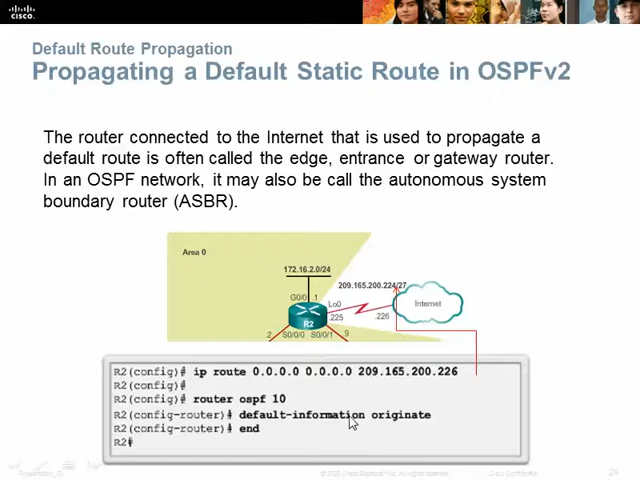 CISCO
Default Route Propagation
Propagating a Default Static Route in OSPFv2
The router connected to the Internet that is used to propagate a
default route is often called the edge, entrance or gateway router.
In an OSPF network, it may also be call the autonomous system
boundary router (ASBR).
Area 0
172.16.2.0/24
209.165.200.224/27
G0/0 .1
Lo0
Internet
R2
.225
.226
.2 S0/0/0 S0/0/1 .9
R2(config)# ip route 0.0.0.0 0.0.0.0 209.165.200.226
R2(config)#
R2(config)# router ospf 10
R2(config-router)# default-information originate
R2(config-router)# end
R2#
Presentation_ID
Cisco Confidential
24